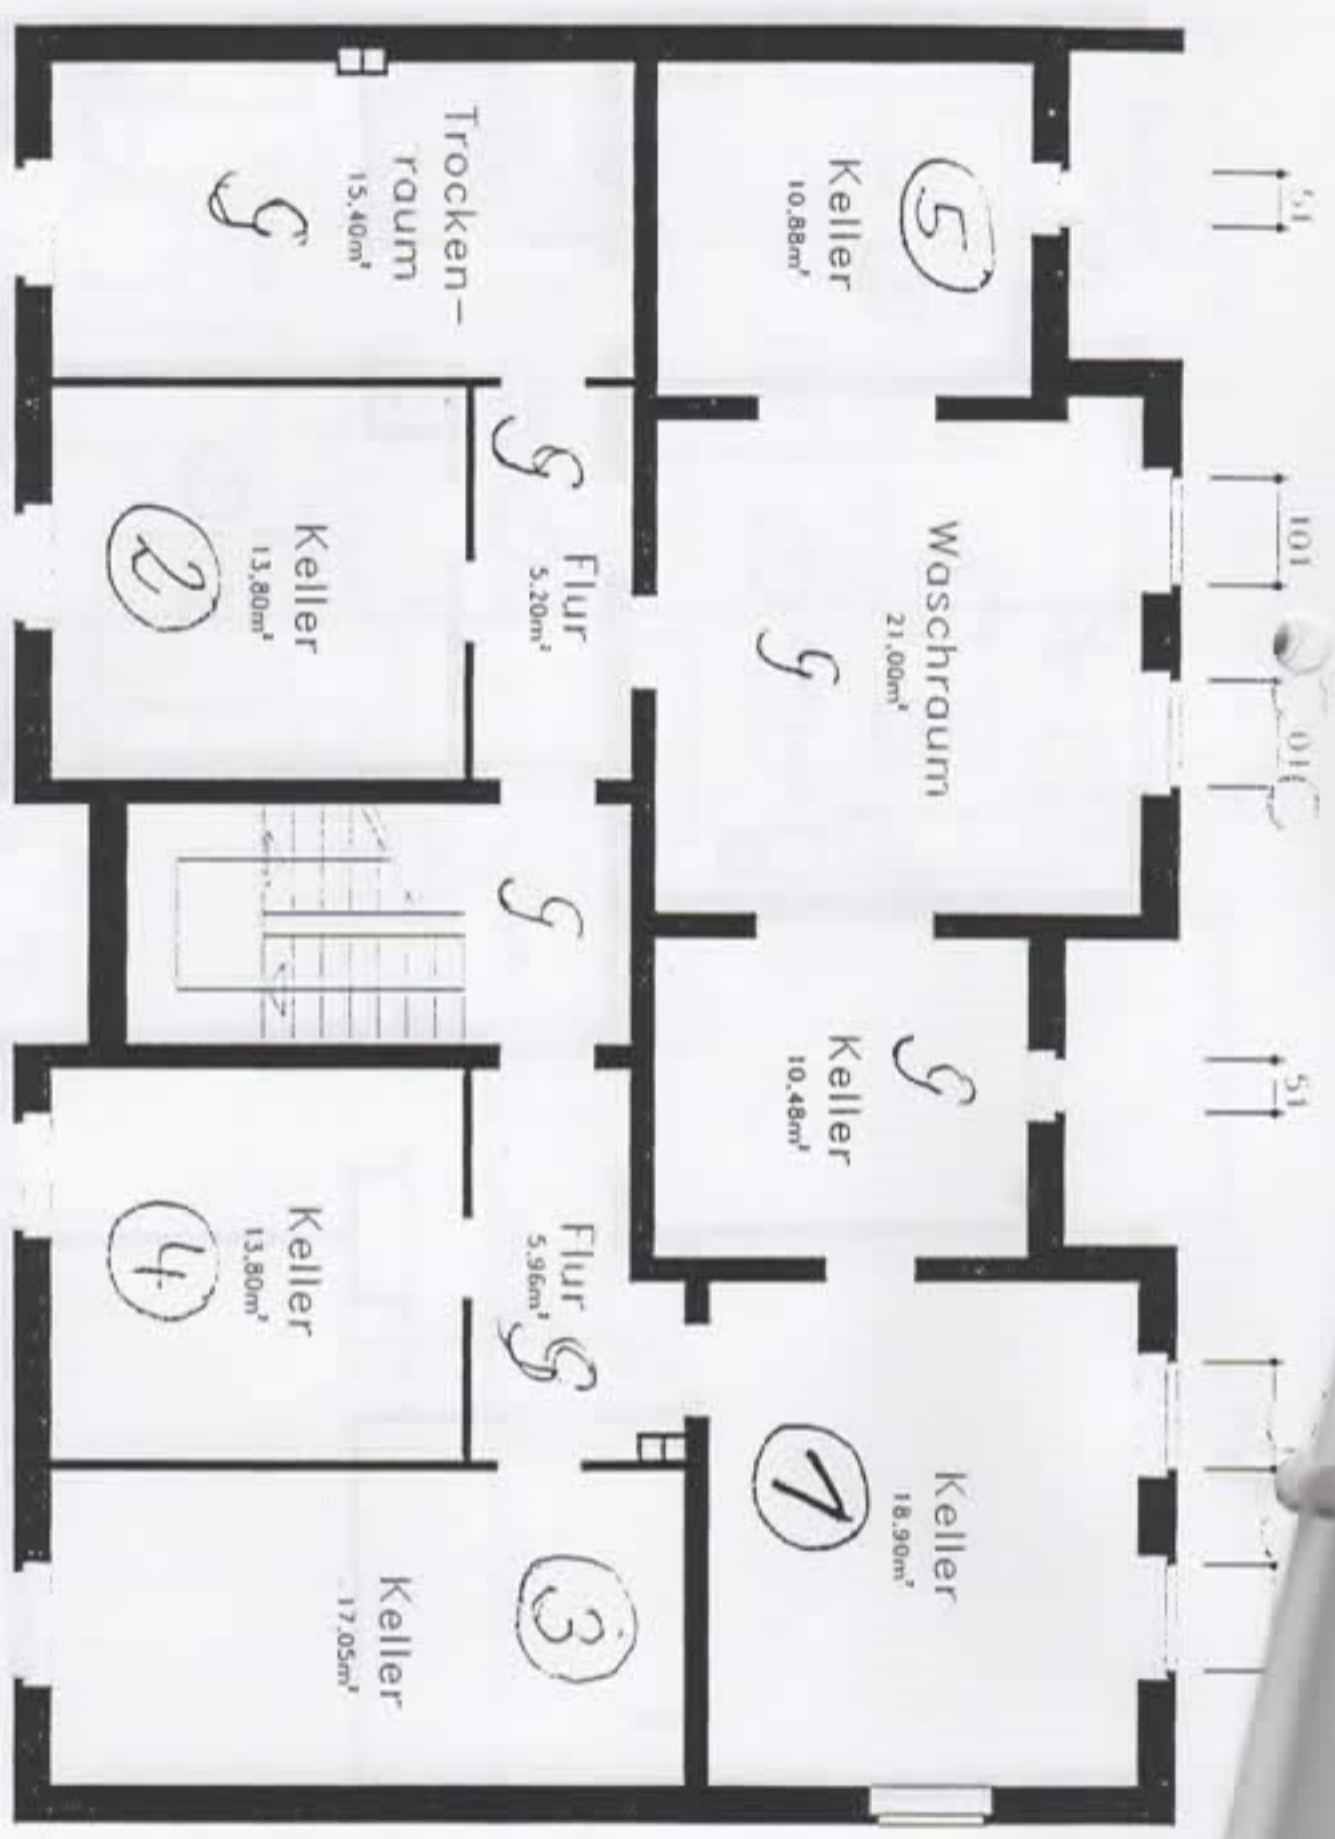 51
101
101
51
5
Keller
10.88m²
Waschraum
21,00m²
G
G
Keller
10,48m²
Keller
18.90m²
1
Trocken-
raum
15,40m²
G
G
Flur
5.20m²
Keller
13,80m²
2
G
Flur
5.96m²
G
Keller
13,80m²
4
3
Keller
17,05m²